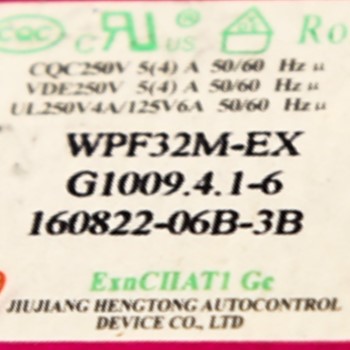 CQC c RU US Ro
CQC250V 5(4) A 50/60 Hz μ
VDE250V 5(4) A 50/60 Hz μ
UL250V4A/125V6A 50/60 Hz μ
WPF32M-EX
G1009.4.1-6
160822-06B-3B
ExnCIIAT1 Gc
JIUJIANG HENGTONG AUTOCONTROL
DEVICE CO., LTD